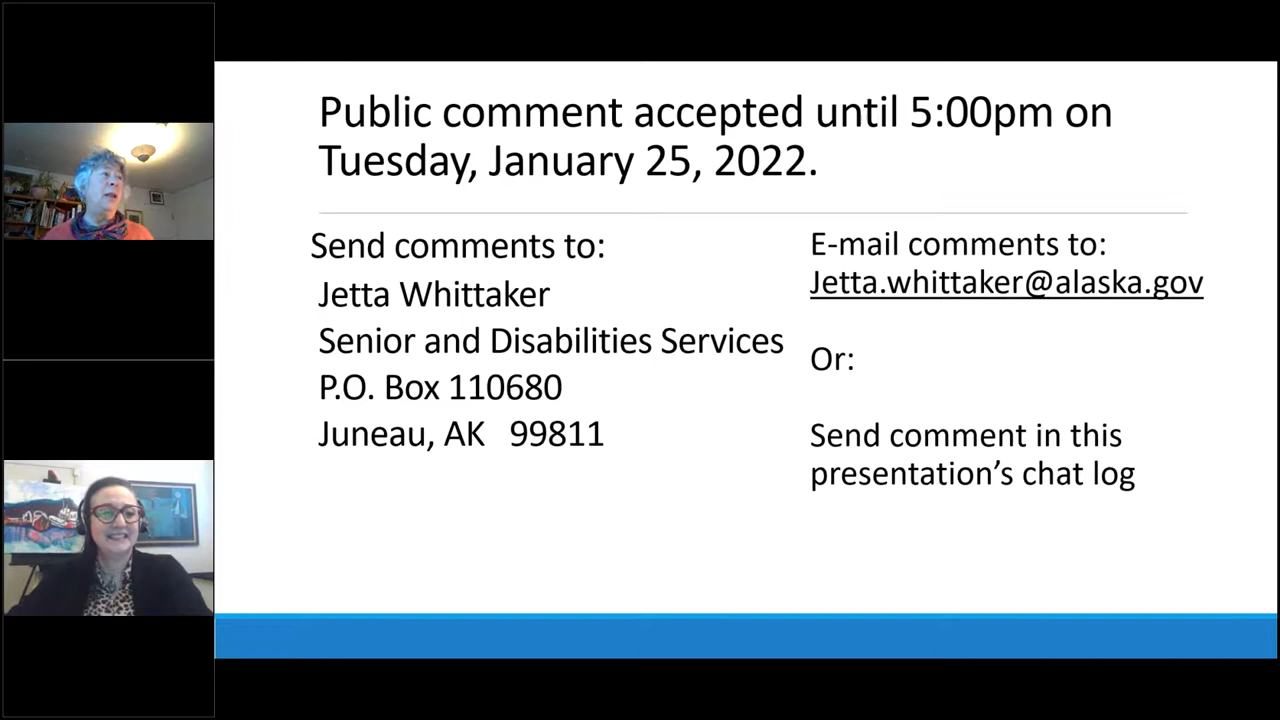 Public comment accepted until 5:00pm on
Tuesday, January 25, 2022.
Send comments to:
Jetta Whittaker
Senior and Disabilities Services
P.O. Box 110680
Juneau, AK 99811
E-mail comments to:
Jetta.whittaker@alaska.gov
Or:
Send comment in this
presentation’s chat log